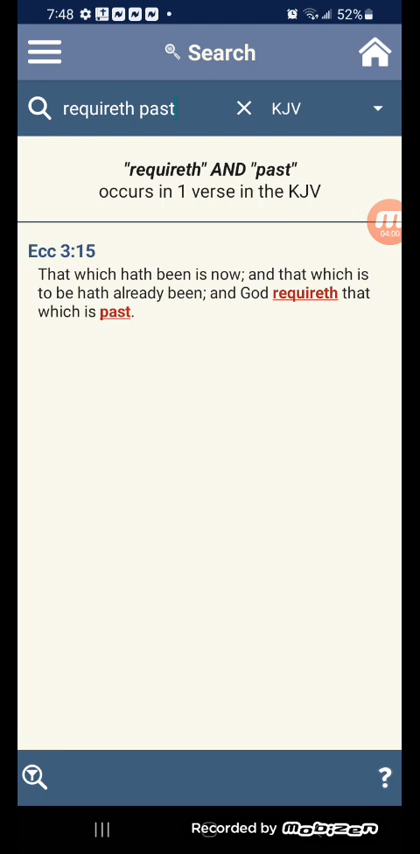 7:48 52%
Search
requireth past KJV
"requireth" AND "past"
occurs in 1 verse in the KJV
04:00
Ecc 3:15
That which hath been is now; and that which is
to be hath already been; and God requireth that
which is past.
?
Recorded by mobizen